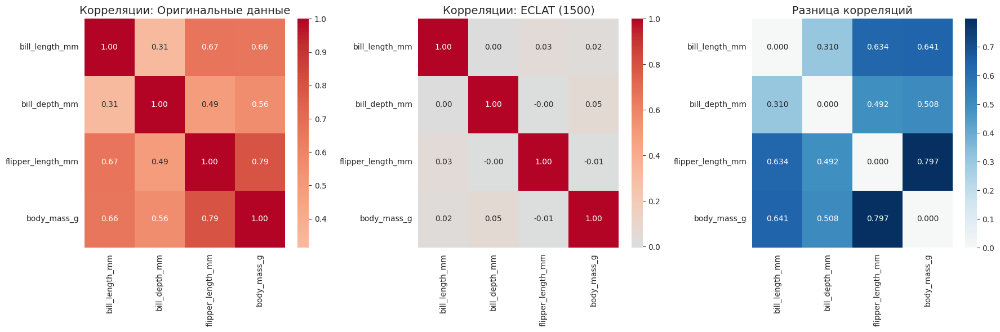 Корреляции: Оригинальные данные
bill_length_mm 1.00 0.31 0.67 0.66
bill_depth_mm 0.31 1.00 0.49 0.56
flipper_length_mm 0.67 0.49 1.00 0.79
body_mass_g 0.66 0.56 0.79 1.00
bill_length_mm bill_depth_mm flipper_length_mm body_mass_g
1.0
0.9
0.8
0.7
0.6
0.5
0.4
Корреляции: ECLAT (1500)
bill_length_mm 1.00 0.00 0.03 0.02
bill_depth_mm 0.00 1.00 -0.00 0.05
flipper_length_mm 0.03 -0.00 1.00 -0.01
body_mass_g 0.02 0.05 -0.01 1.00
bill_length_mm bill_depth_mm flipper_length_mm body_mass_g
1.0
0.8
0.6
0.4
0.2
0.0
Разница корреляций
bill_length_mm 0.000 0.310 0.634 0.641
bill_depth_mm 0.310 0.000 0.492 0.508
flipper_length_mm 0.634 0.492 0.000 0.797
body_mass_g 0.641 0.508 0.797 0.000
bill_length_mm bill_depth_mm flipper_length_mm body_mass_g
0.7
0.6
0.5
0.4
0.3
0.2
0.1
0.0